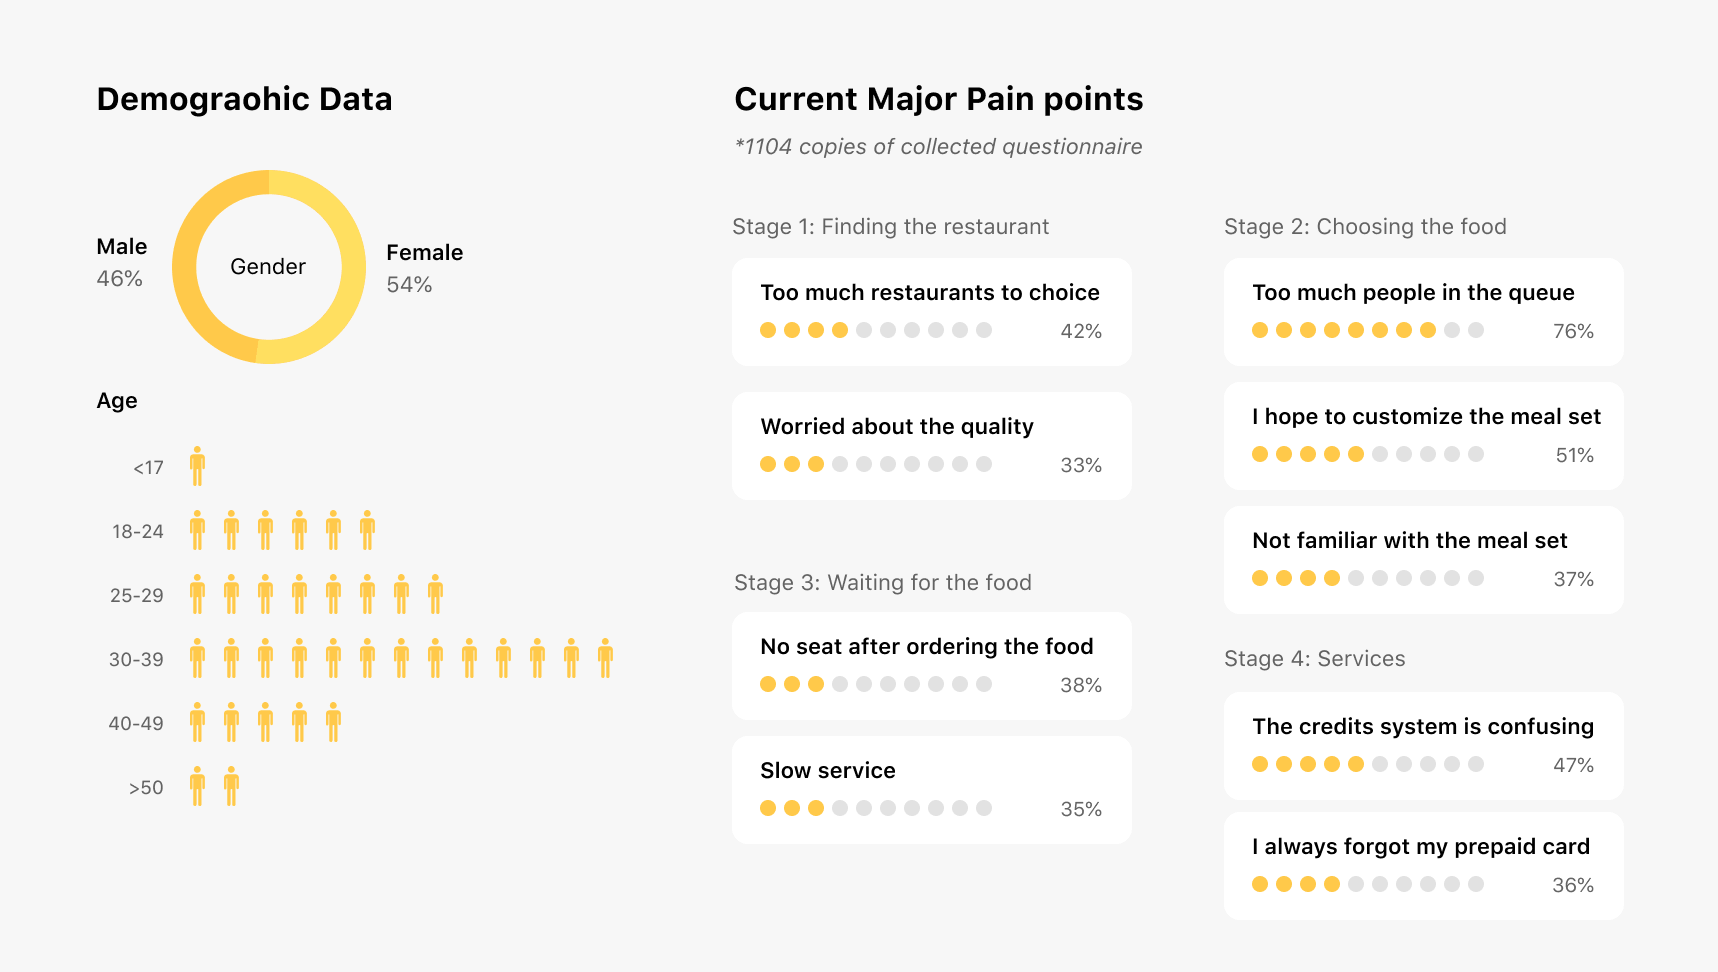 Demograohic Data
Male
46%
Gender
Female
54%
Age
<17
18-24
25-29
30-39
40-49
>50
Current Major Pain points
*1104 copies of collected questionnaire
Stage 1: Finding the restaurant
Too much restaurants to choice
42%
Worried about the quality
33%
Stage 2: Choosing the food
Too much people in the queue
76%
I hope to customize the meal set
51%
Not familiar with the meal set
37%
Stage 3: Waiting for the food
No seat after ordering the food
38%
Slow service
35%
Stage 4: Services
The credits system is confusing
47%
I always forgot my prepaid card
36%